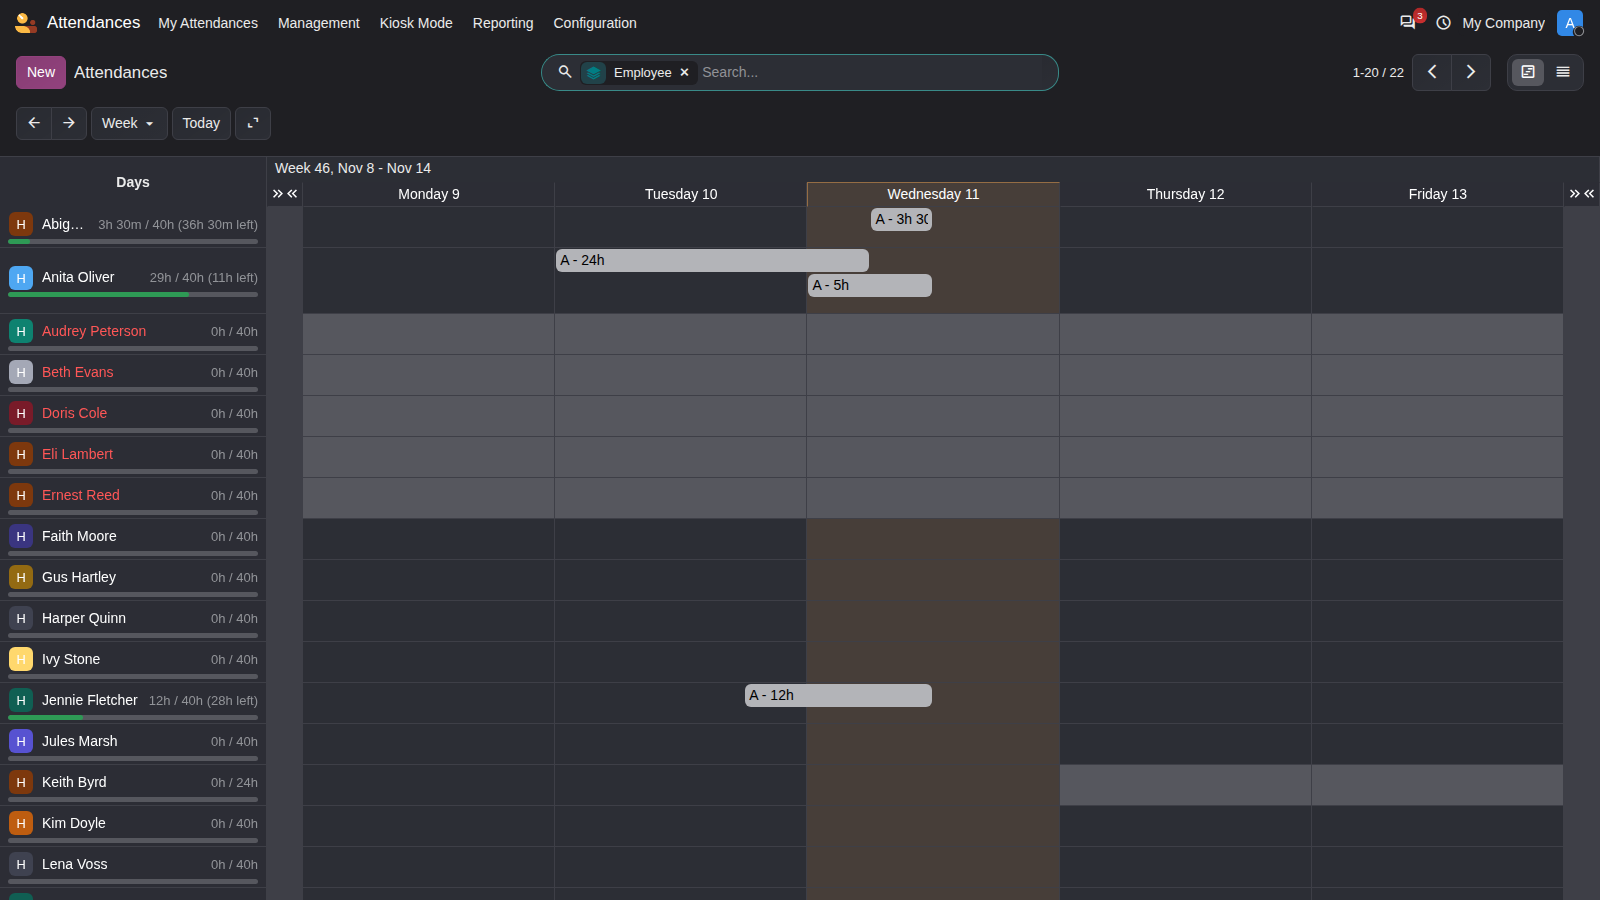 Attendances My Attendances Management Kiosk Mode Reporting Configuration 3 My Company A
New Attendances Employee Search... 1-20 / 22
Week Today
Days Week 46, Nov 8 - Nov 14
Monday 9 Tuesday 10 Wednesday 11 Thursday 12 Friday 13
H Abig... 3h 30m / 40h (36h 30m left) A - 3h 30
H Anita Oliver 29h / 40h (11h left) A - 24h
A - 5h
H Audrey Peterson 0h / 40h
H Beth Evans 0h / 40h
H Doris Cole 0h / 40h
H Eli Lambert 0h / 40h
H Ernest Reed 0h / 40h
H Faith Moore 0h / 40h
H Gus Hartley 0h / 40h
H Harper Quinn 0h / 40h
H Ivy Stone 0h / 40h
H Jennie Fletcher 12h / 40h (28h left) A - 12h
H Jules Marsh 0h / 40h
H Keith Byrd 0h / 24h
H Kim Doyle 0h / 40h
H Lena Voss 0h / 40h